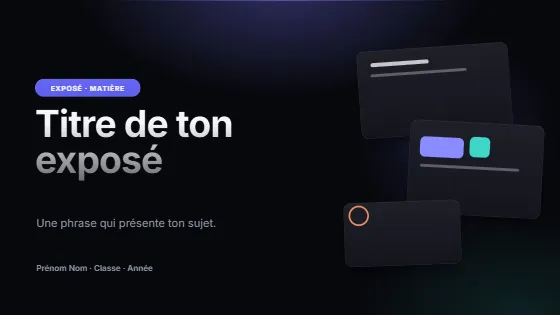 EXPOSÉ · MATIÈRE
Titre de ton
exposé
Une phrase qui présente ton sujet.
Prénom Nom · Classe · Année